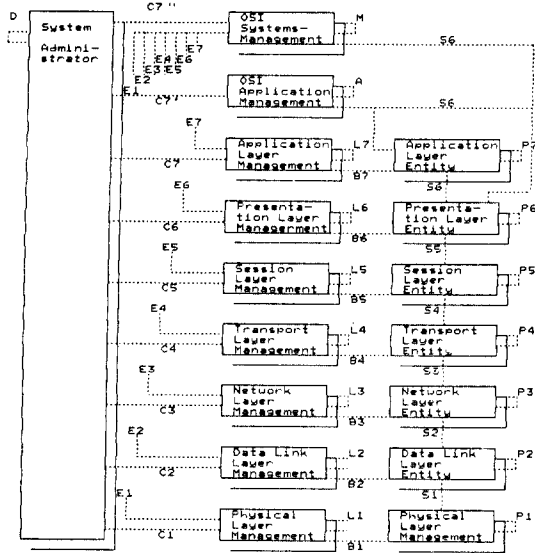 C7''
D
System
Admini-
strator
OSI
Systems-
Management
M
S6
E7
E6
E4
E5
E3
E2
E1
C7'
OSI
Application
Management
A
S6
E7
C7
Application
Layer
Management
L7
B7
Application
Layer
Entity
P7
S6
E6
C6
Presenta-
tion Layer
Managerment
L6
B6
Presenta-
tion Layer
Entity
P6
S5
E5
C5
Session
Layer
Management
L5
B5
Session
Layer
Entity
P5
S4
E4
C4
Transport
Layer
Management
L4
B4
Transport
Layer
Entity
P4
S3
E3
C3
Network
Layer
Management
L3
B3
Network
Layer
Entity
P3
S2
E2
C2
Data Link
Layer
Management
L2
B2
Data Link
Layer
Entity
P2
S1
E1
C1
Physical
Layer
Management
L1
B1
Physical
Layer
Entity
P1